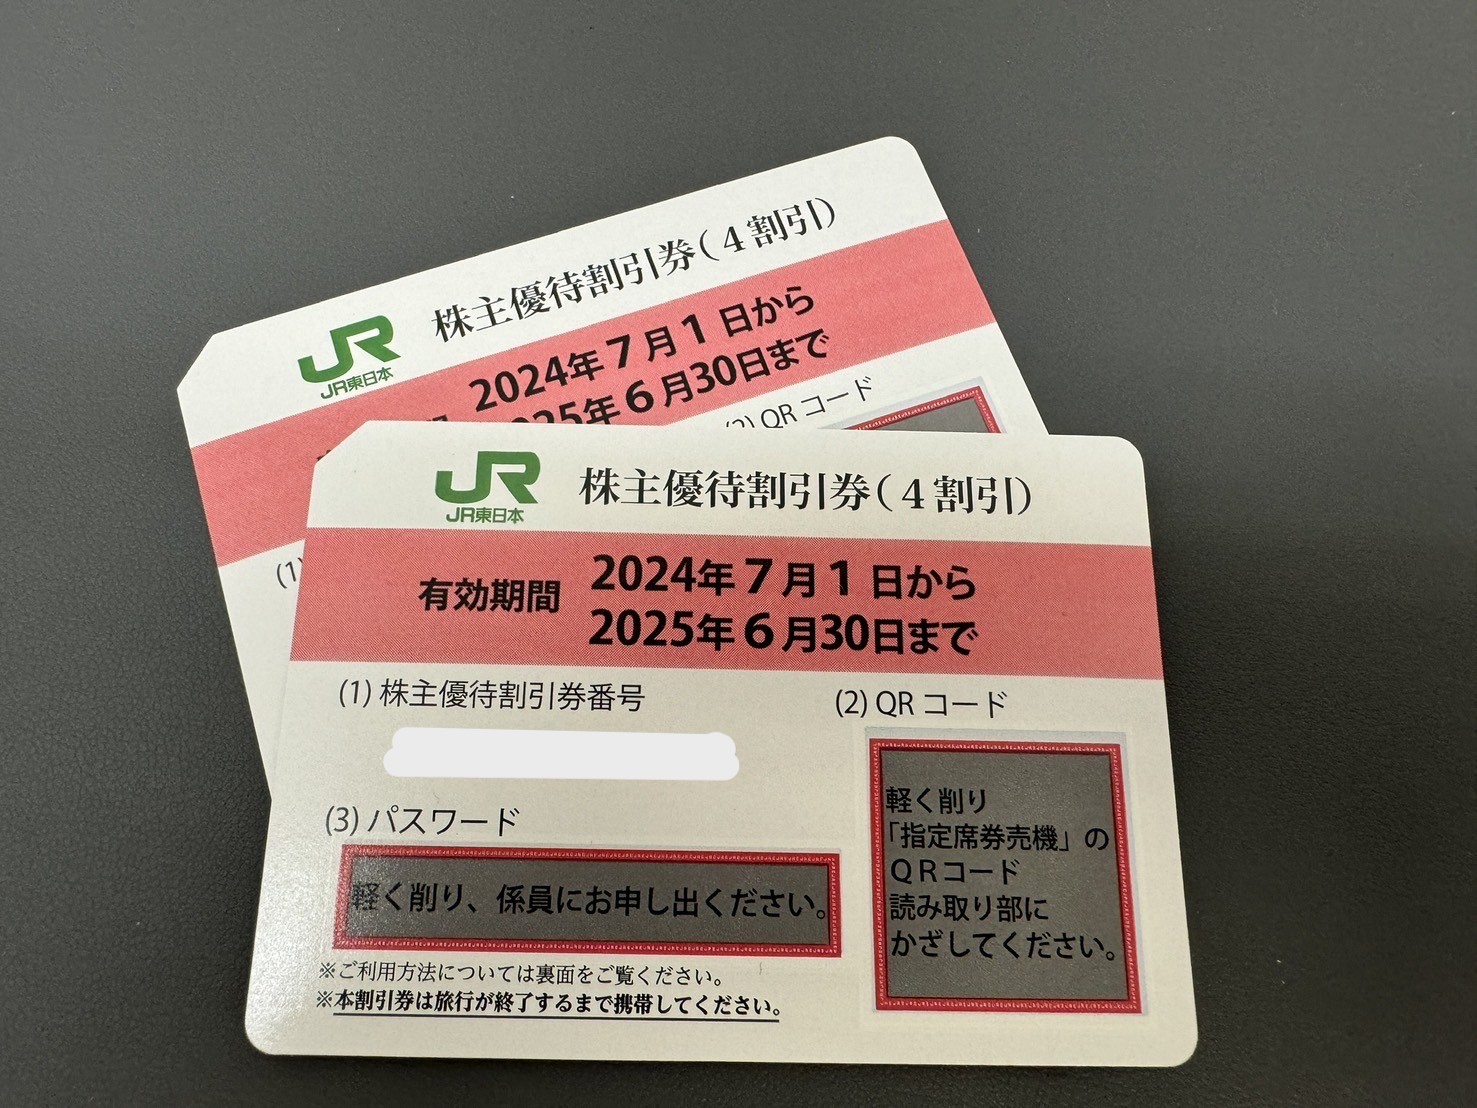 JR
JR東日本
株主優待割引券(4割引)
2024年7月1日から
年6月30日まで
(2) QRコード
(1)
JR
JR東日本
株主優待割引券(4割引)
有効期間
2024年7月1日から
2025年6月30日まで
(1) 株主優待割引券番号
(2) QRコード
(3) パスワード
軽く削り、係員にお申し出ください。
軽く削り
「指定席券売機」の
QRコード
読み取り部に
かざしてください。
※ご利用方法については裏面をご覧ください。
※本割引券は旅行が終了するまで携帯してください。